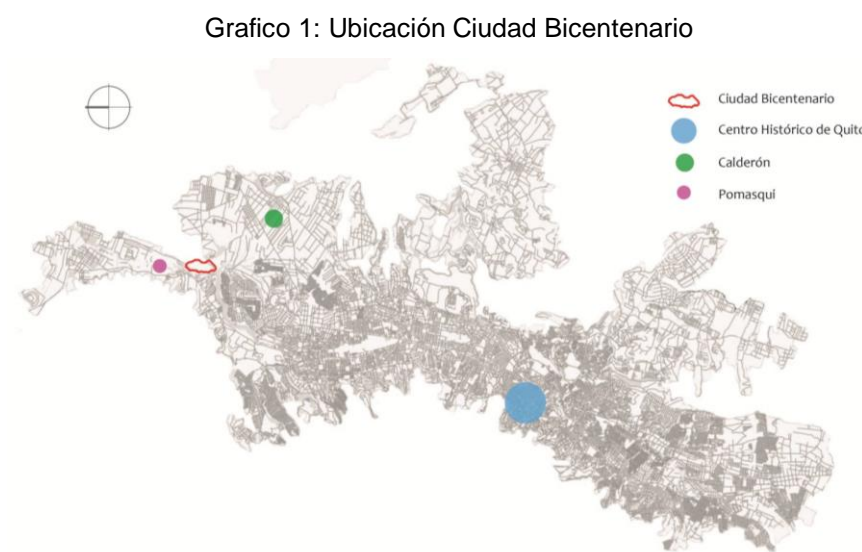 Grafico 1: Ubicación Ciudad Bicentenario
Ciudad Bicentenario
Centro Histórico de Quito
Calderón
Pomasqui